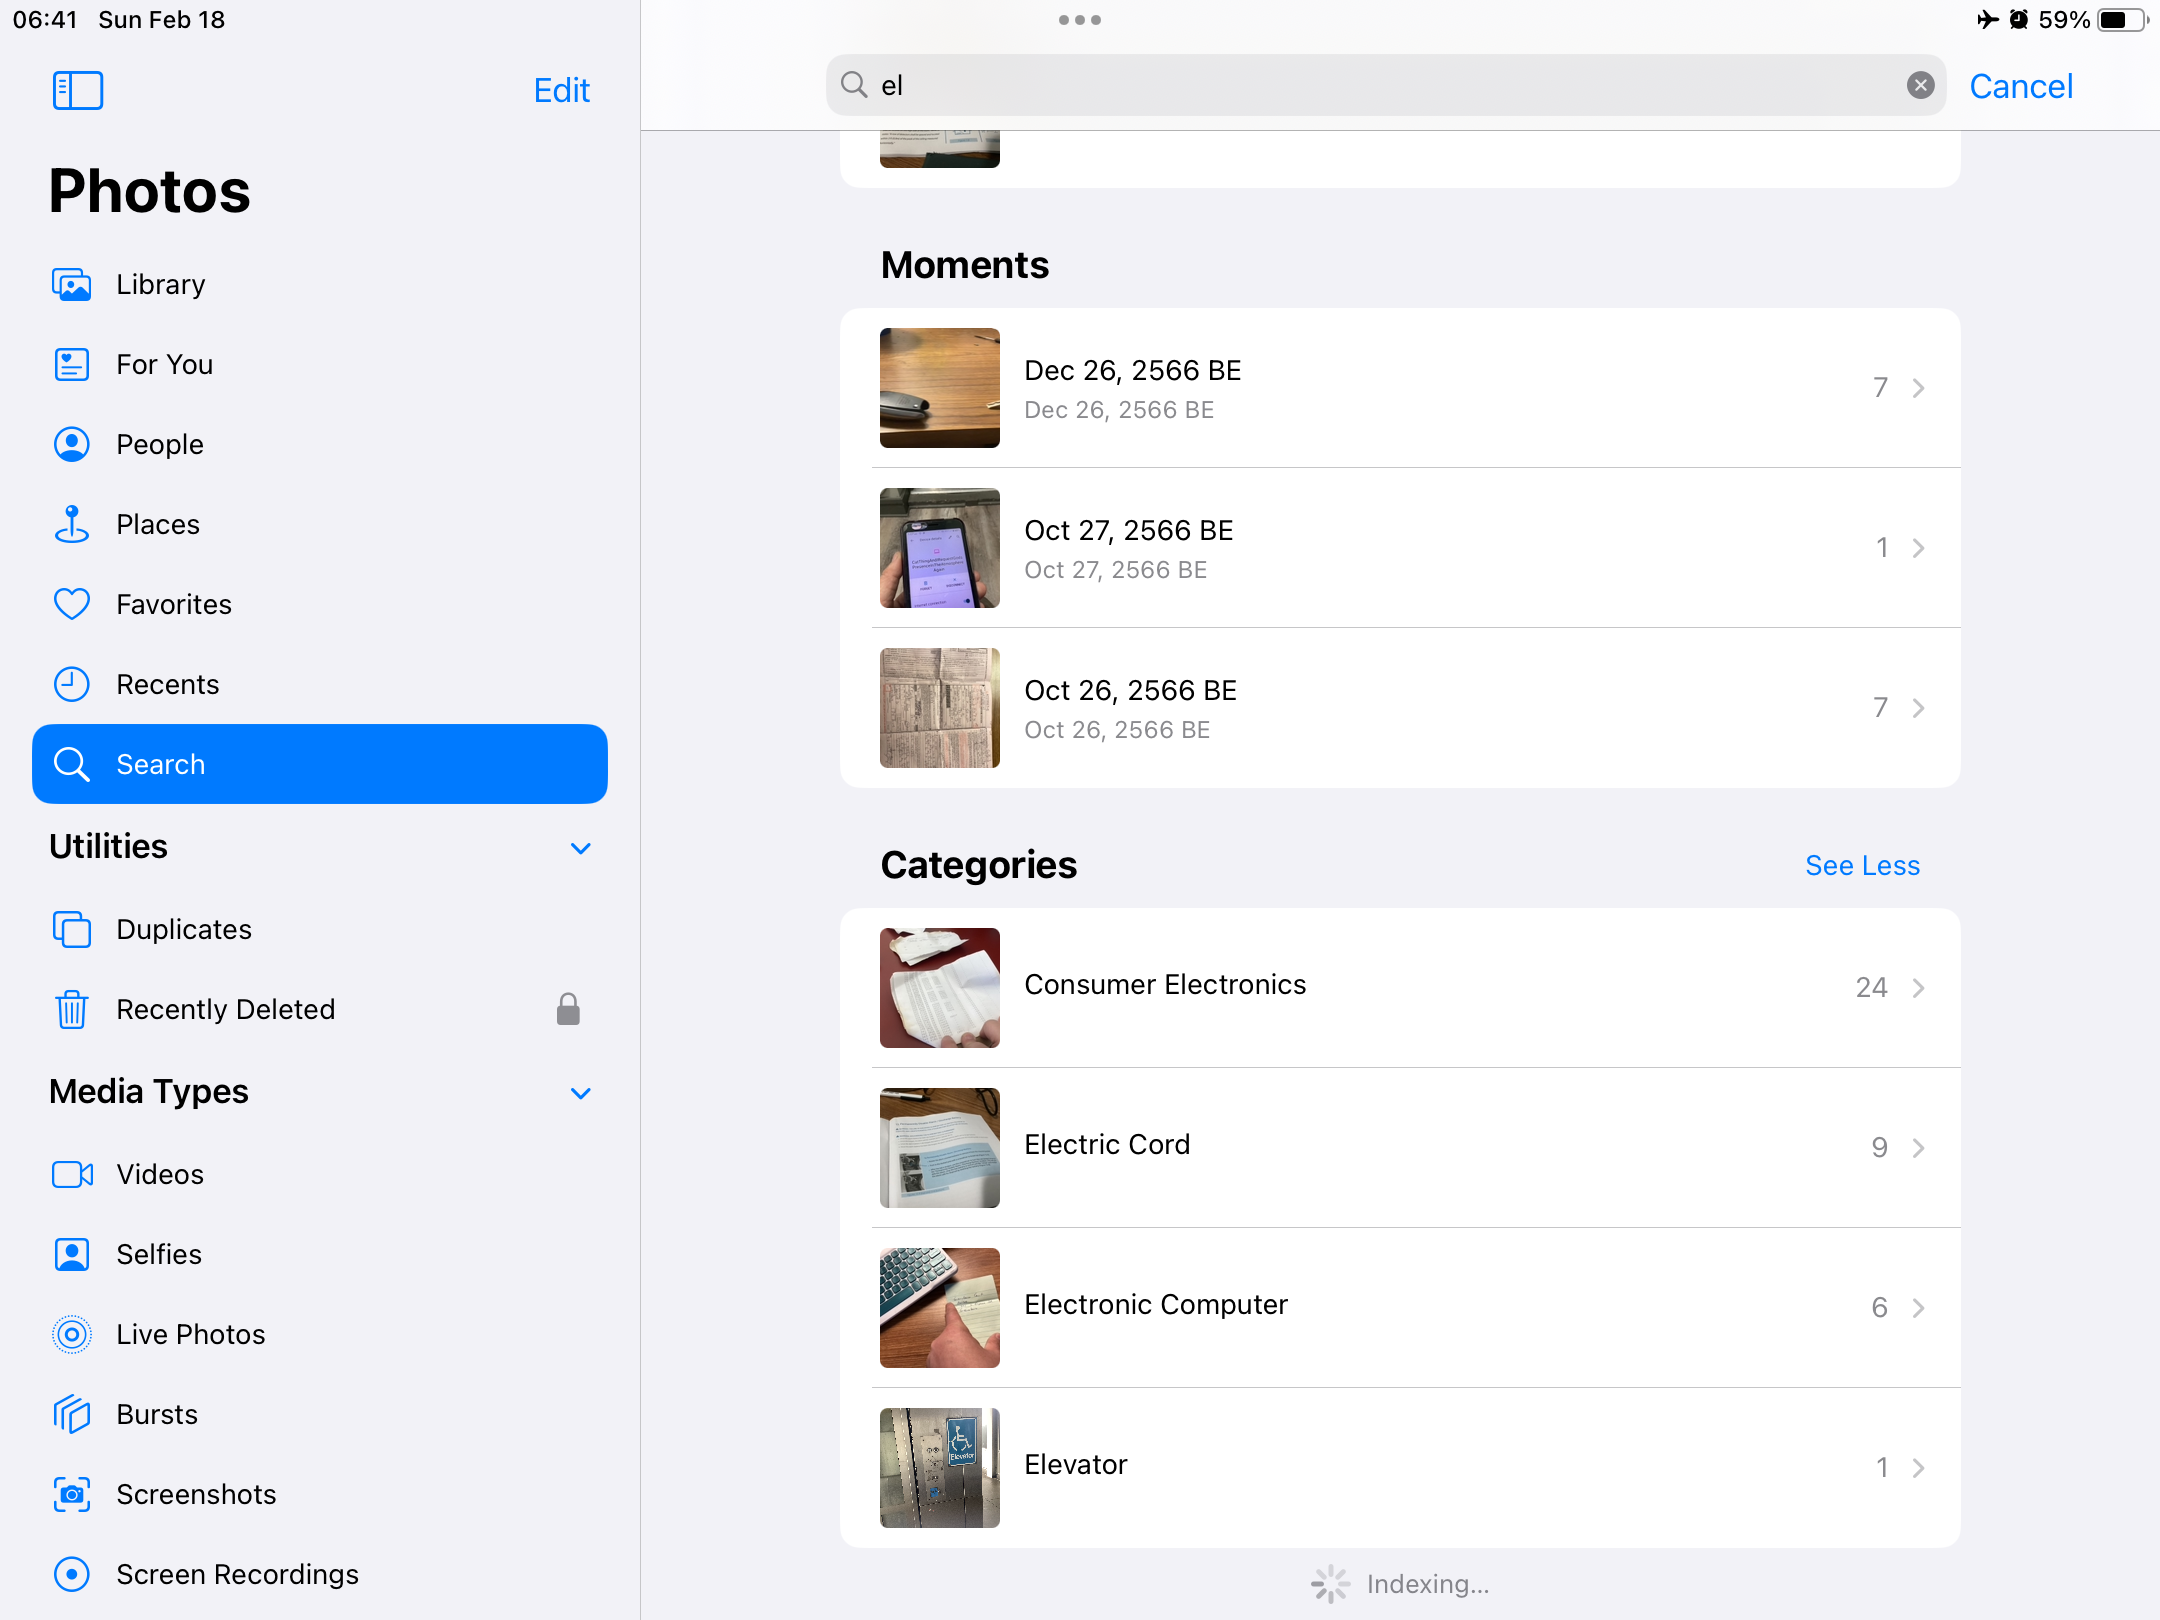 06:41 Sun Feb 18
59%
Edit
Photos
Library
For You
People
Places
Favorites
Recents
Search
Utilities
Duplicates
Recently Deleted
Media Types
Videos
Selfies
Live Photos
Bursts
Screenshots
Screen Recordings
el
Cancel
Moments
Dec 26, 2566 BE
Dec 26, 2566 BE
7
Oct 27, 2566 BE
Oct 27, 2566 BE
1
Oct 26, 2566 BE
Oct 26, 2566 BE
7
Categories
See Less
Consumer Electronics
24
Electric Cord
9
Electronic Computer
6
Elevator
Elevator
1
Indexing...